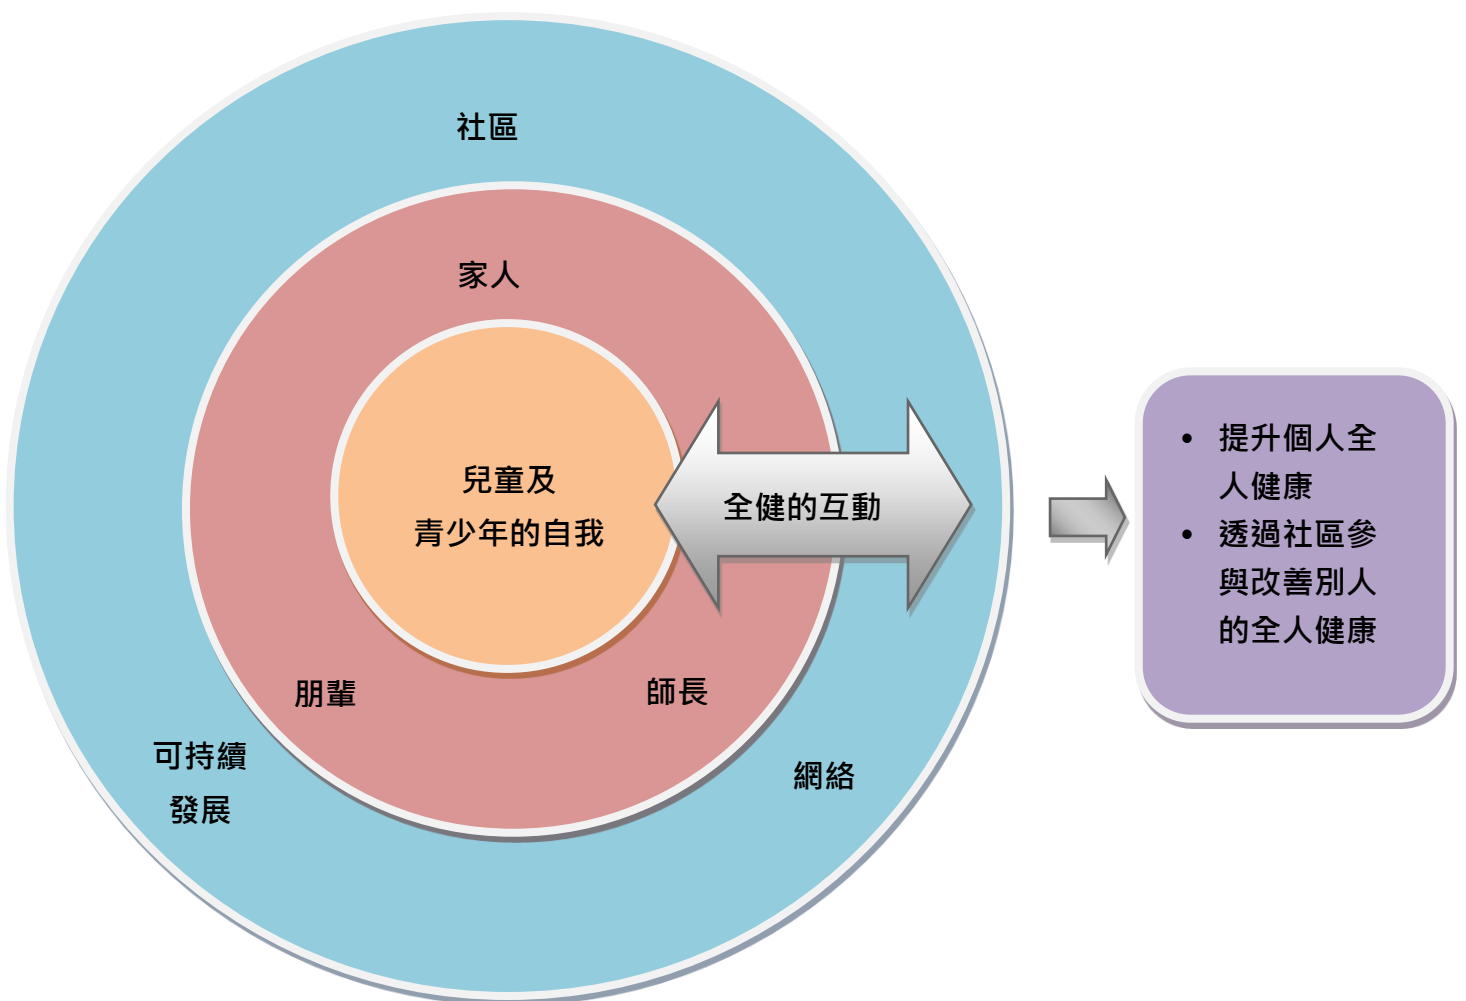 社區
家人
兒童及
青少年的自我
全健的互動
朋輩
師長
可持續
發展
網絡
• 提升個人全
人健康
• 透過社區參
與改善別人
的全人健康